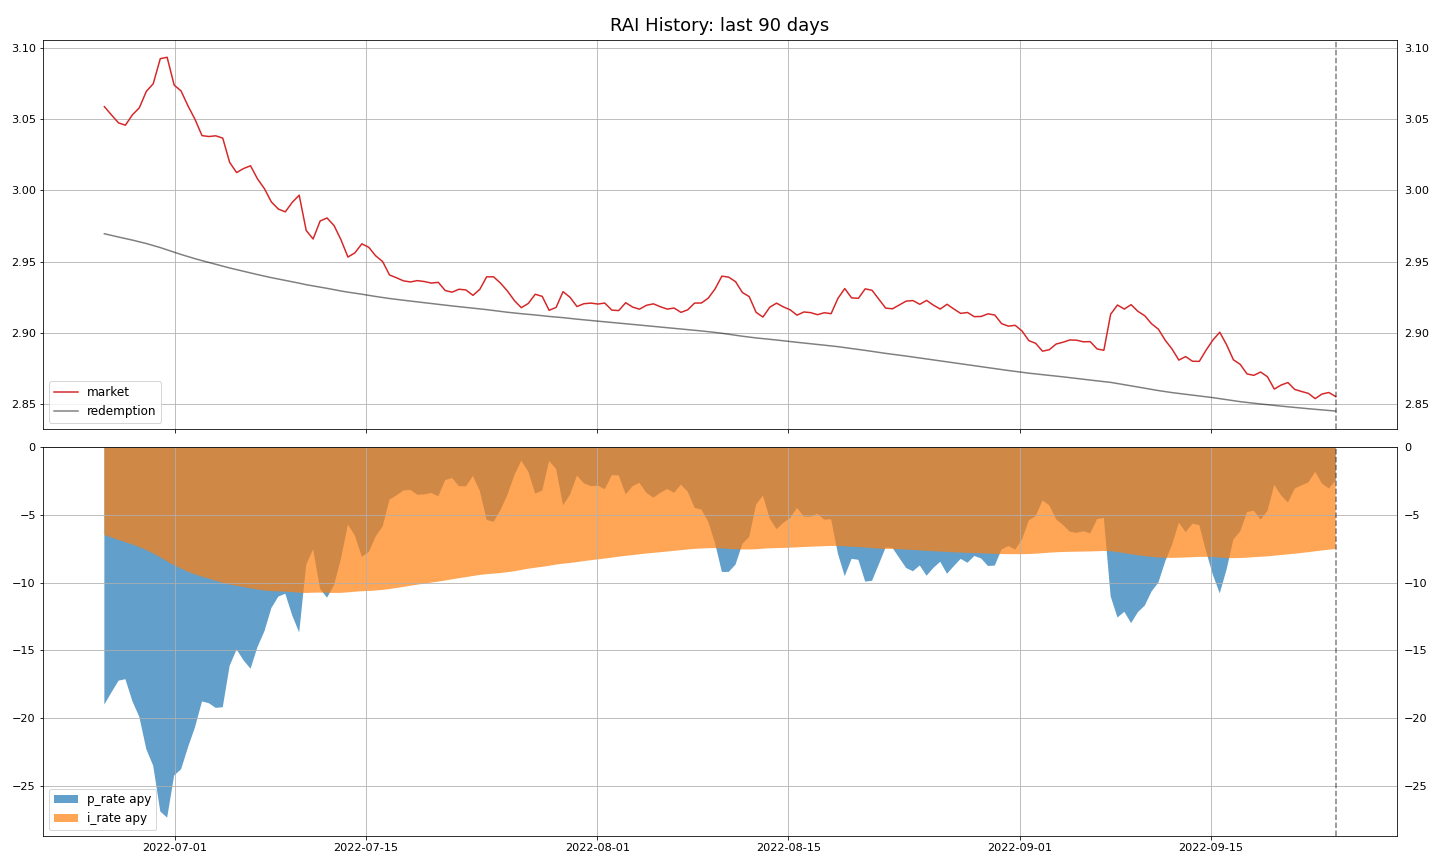 RAI History: last 90 days
3.10 3.10
3.05 3.05
3.00 3.00
2.95 2.95
2.90 2.90
2.85 2.85
market
redemption
0 0
−5 −5
−10 −10
−15 −15
−20 −20
−25 −25
p_rate apy
i_rate apy
2022-07-01 2022-07-15 2022-08-01 2022-08-15 2022-09-01 2022-09-15